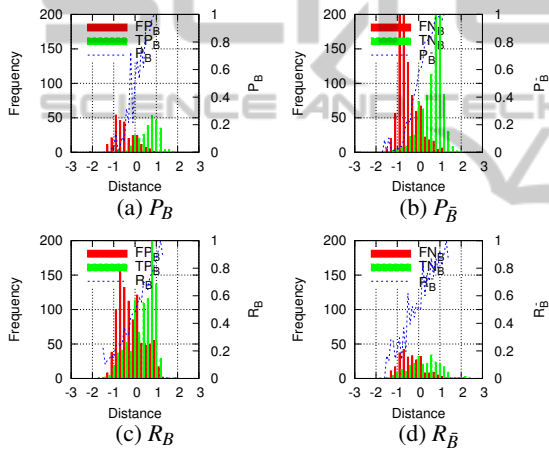 200 1
FP_B
TP_B
P_B
150 0.8
0.6
100
0.4
50 0.2
0 0
-3 -2 -1 0 1 2 3
Frequency
P_B
Distance
(a) P_B
200 1
FN_B
TN_B
P_B
150 0.8
0.6
100
0.4
50 0.2
0 0
-3 -2 -1 0 1 2 3
Frequency
P_B
Distance
(b) P_B̄
SCIENCE AND TECH
200 1
FP_B
TP_B
R_B
150 0.8
0.6
100
0.4
50 0.2
0 0
-3 -2 -1 0 1 2 3
Frequency
R_B
Distance
(c) R_B
200 1
FN_B
TN_B
R_B
150 0.8
0.6
100
0.4
50 0.2
0 0
-3 -2 -1 0 1 2 3
Frequency
R_B
Distance
(d) R_B̄